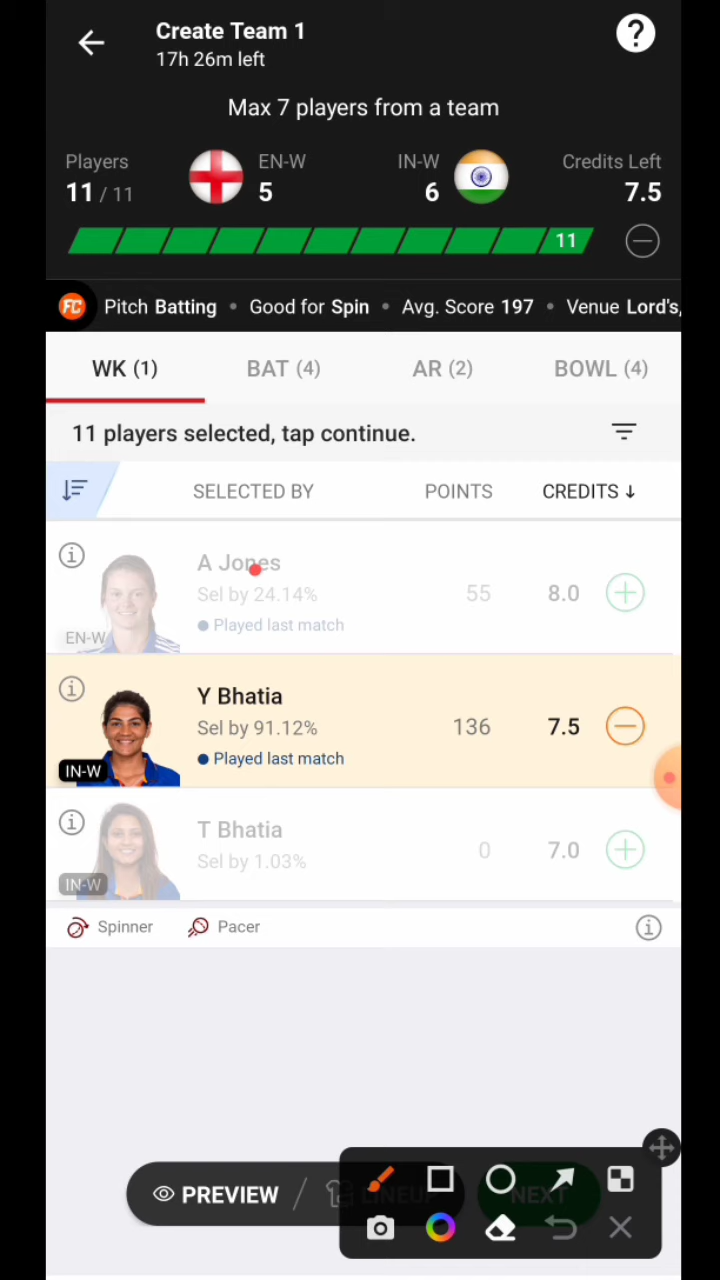 Create Team 1
17h 26m left
?
Max 7 players from a team
Players EN-W IN-W Credits Left
11 / 11 5 6 7.5
11
FC Pitch Batting • Good for Spin • Avg. Score 197 • Venue Lord's,
WK (1) BAT (4) AR (2) BOWL (4)
11 players selected, tap continue.
SELECTED BY POINTS CREDITS ↓
A Jones
Sel by 24.14% 55 8.0
Played last match
EN-W
Y Bhatia
Sel by 91.12% 136 7.5
Played last match
IN-W
T Bhatia
Sel by 1.03% 0 7.0
IN-W
Spinner Pacer
PREVIEW / LINEUP NEXT